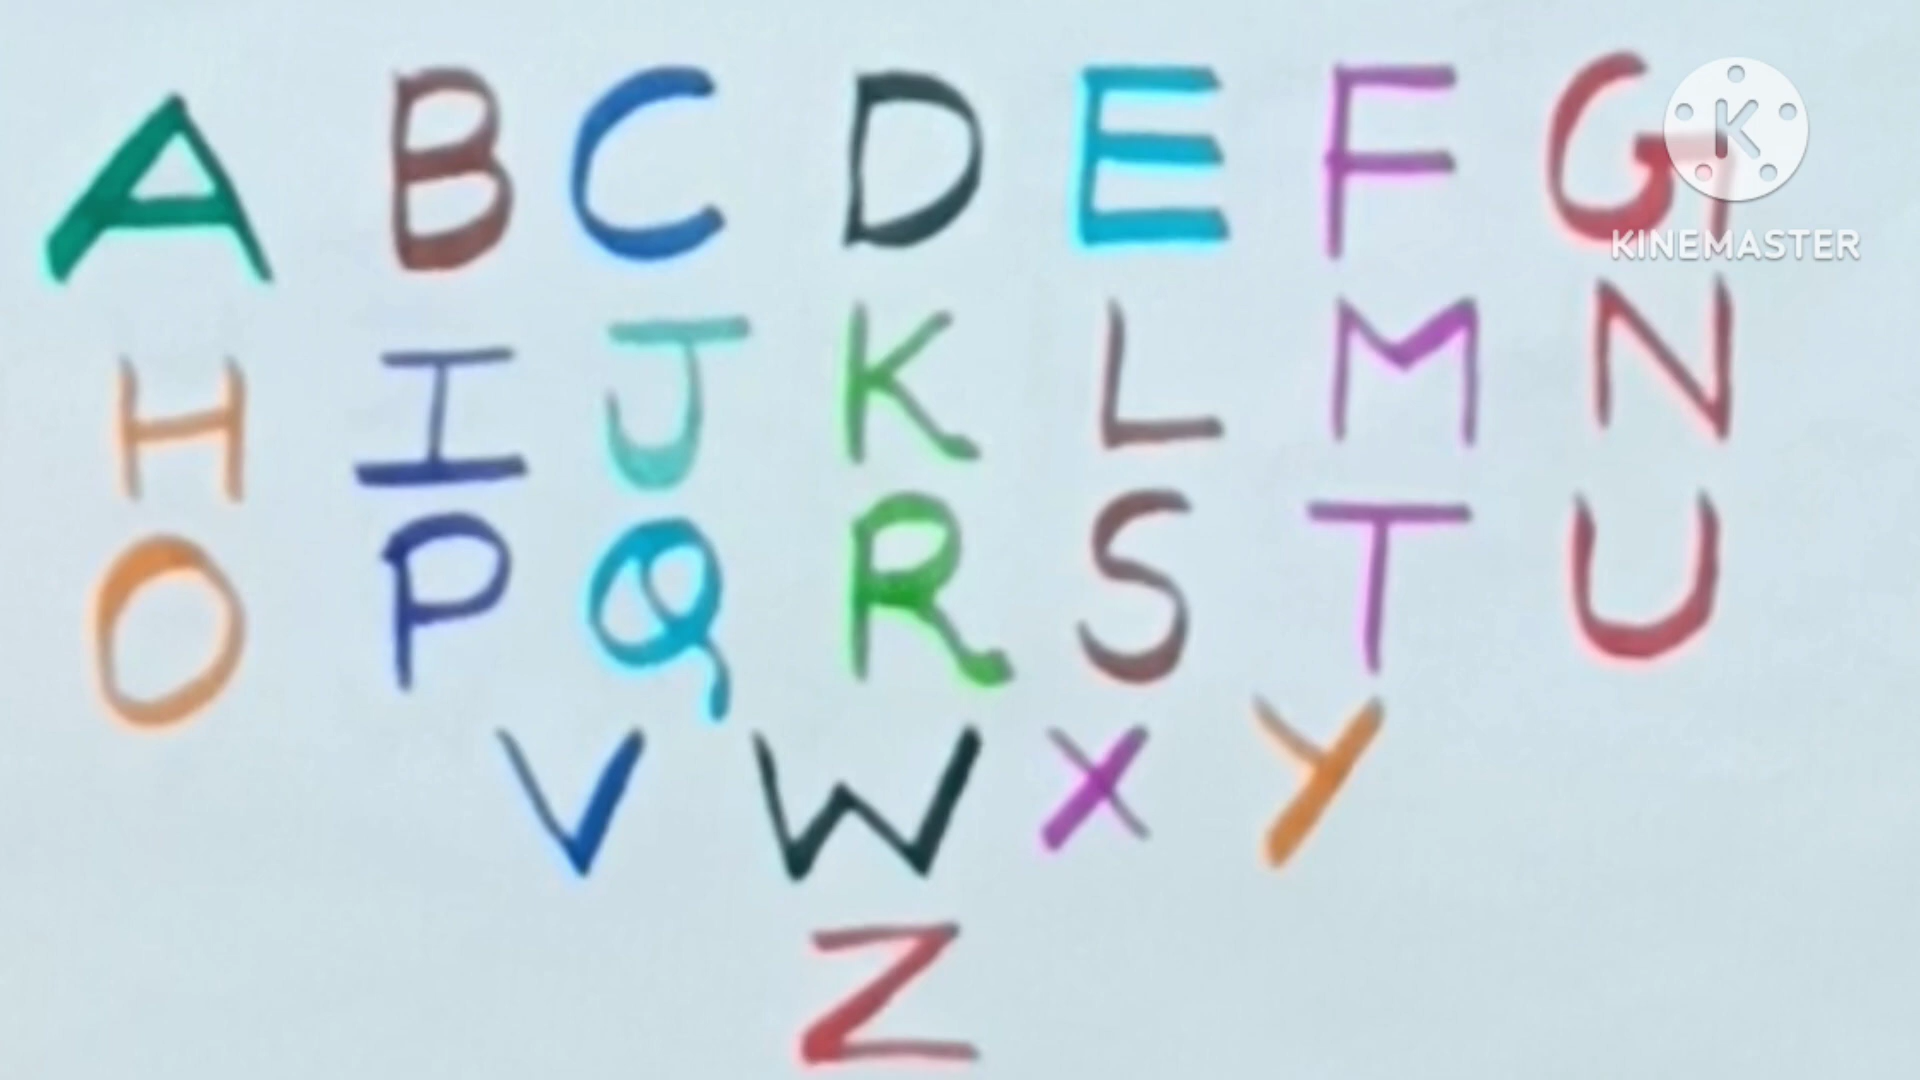 A B C D E F G
K
KINEMASTER
H I J K L M N
O P Q R S T U
V W X Y
Z